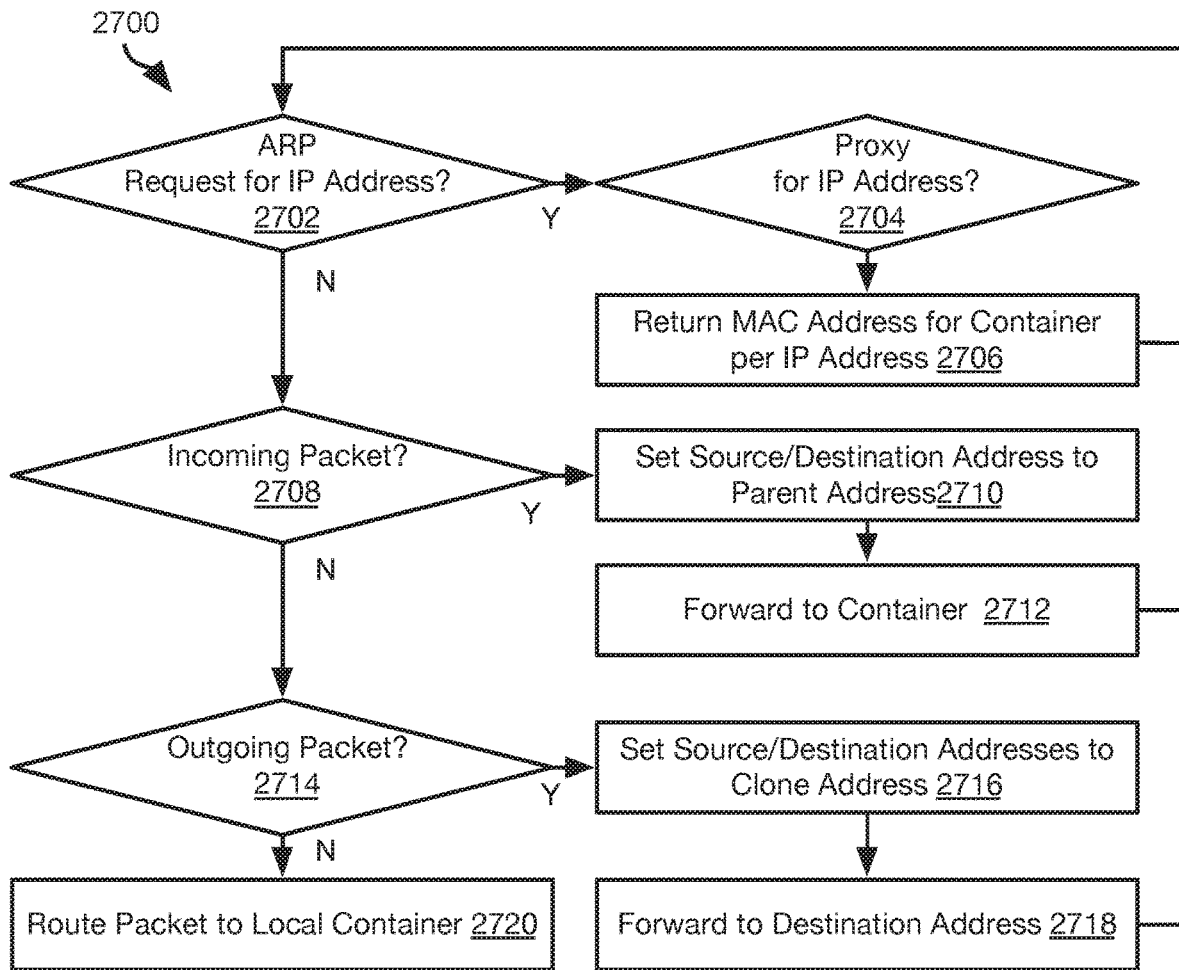 2700
ARP
Request for IP Address?
2702
Y
N
Proxy
for IP Address?
2704
Return MAC Address for Container
per IP Address 2706
Incoming Packet?
2708
Y
N
Set Source/Destination Address to
Parent Address2710
Forward to Container 2712
Outgoing Packet?
2714
Y
N
Set Source/Destination Addresses to
Clone Address 2716
Route Packet to Local Container 2720
Forward to Destination Address 2718